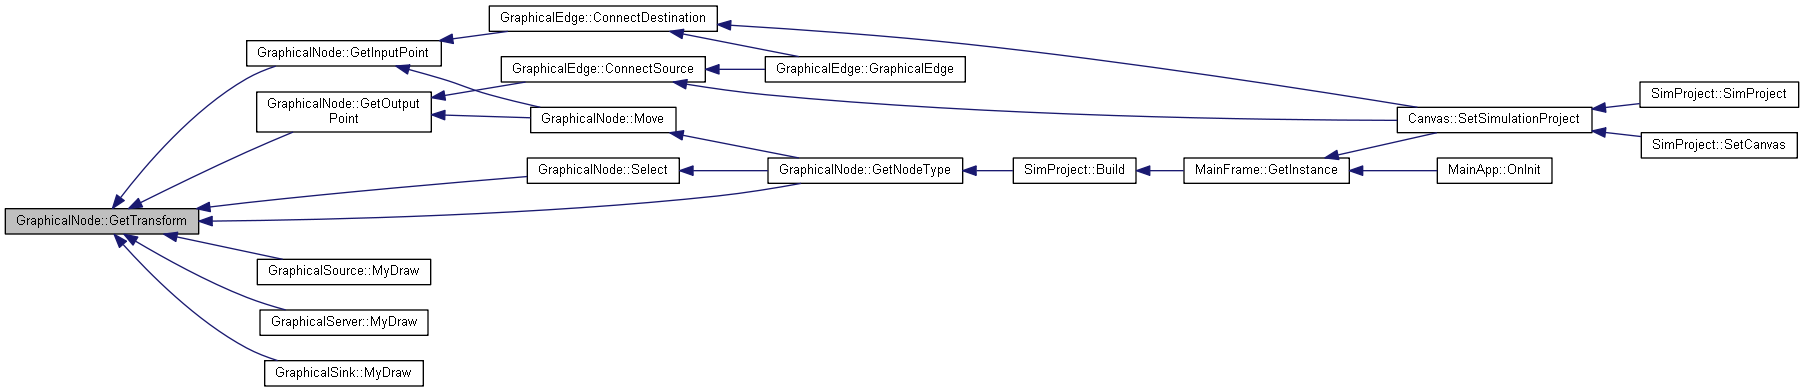 GraphicalEdge::ConnectDestination
GraphicalNode::GetInputPoint
GraphicalEdge::ConnectSource
GraphicalEdge::GraphicalEdge
GraphicalNode::GetOutput
Point
GraphicalNode::Move
Canvas::SetSimulationProject
SimProject::SimProject
SimProject::SetCanvas
GraphicalNode::Select
GraphicalNode::GetNodeType
SimProject::Build
MainFrame::GetInstance
MainApp::OnInit
GraphicalNode::GetTransform
GraphicalSource::MyDraw
GraphicalServer::MyDraw
GraphicalSink::MyDraw